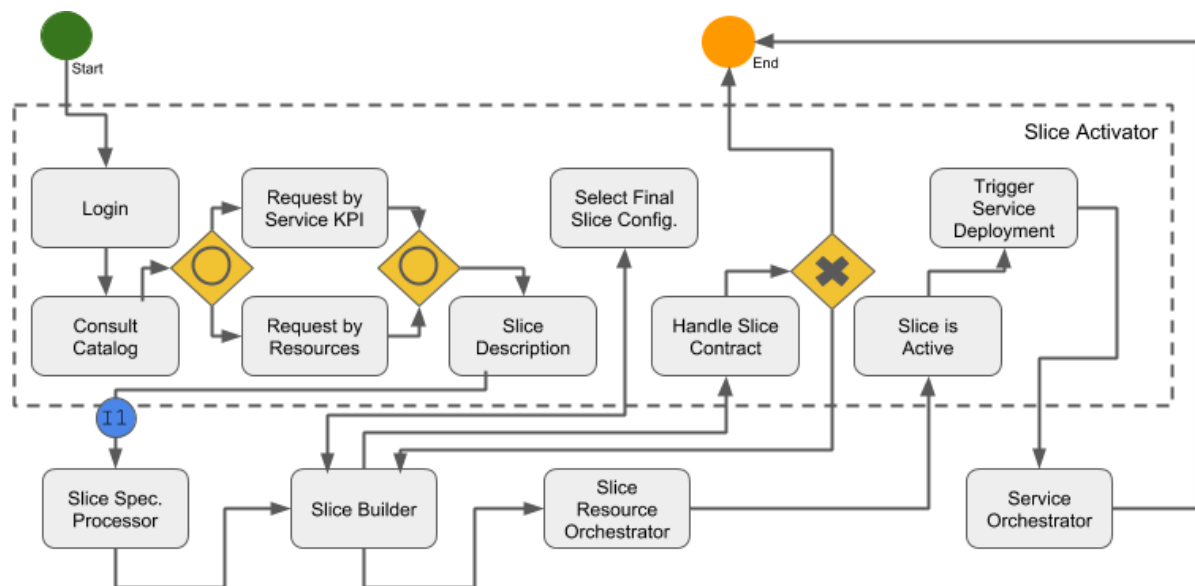 Start
End
Slice Activator
Login
Request by
Service KPI
Select Final
Slice Config.
Trigger
Service
Deployment
Consult
Catalog
Request by
Resources
Slice
Description
Handle Slice
Contract
Slice is
Active
I1
Slice Spec.
Processor
Slice Builder
Slice
Resource
Orchestrator
Service
Orchestrator